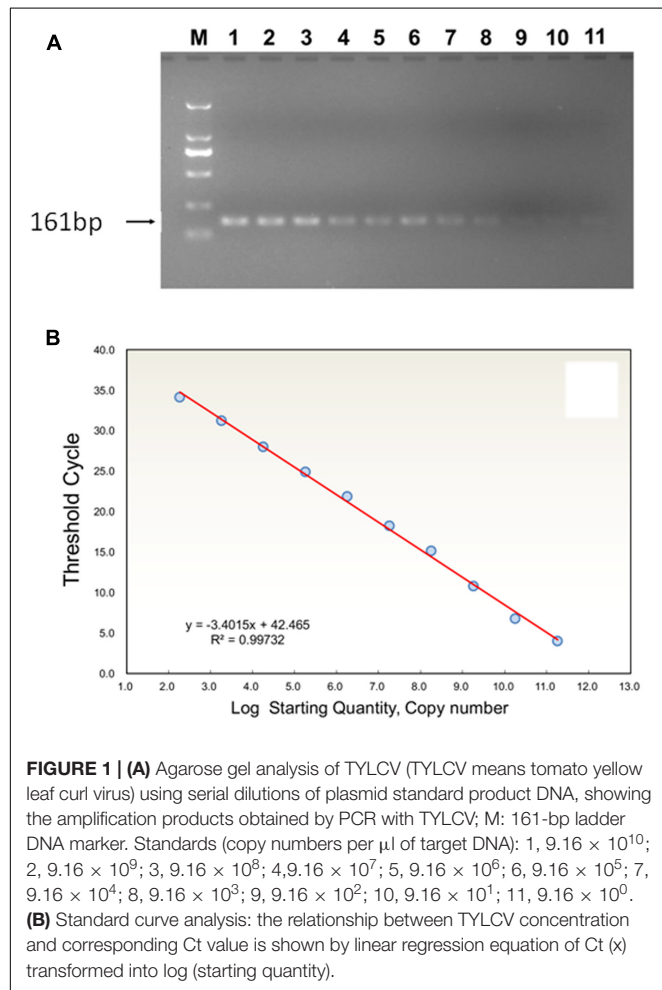 A
M 1 2 3 4 5 6 7 8 9 10 11
161bp
B
40.0
35.0
30.0
25.0
20.0
15.0
10.0
5.0
0.0
Threshold Cycle
y = -3.4015x + 42.465
R² = 0.99732
1.0 2.0 3.0 4.0 5.0 6.0 7.0 8.0 9.0 10.0 11.0 12.0 13.0
Log Starting Quantity, Copy number
FIGURE 1 | (A) Agarose gel analysis of TYLCV (TYLCV means tomato yellow
leaf curl virus) using serial dilutions of plasmid standard product DNA, showing
the amplification products obtained by PCR with TYLCV; M: 161-bp ladder
DNA marker. Standards (copy numbers per μl of target DNA): 1, 9.16 × 10¹⁰;
2, 9.16 × 10⁹; 3, 9.16 × 10⁸; 4,9.16 × 10⁷; 5, 9.16 × 10⁶; 6, 9.16 × 10⁵; 7,
9.16 × 10⁴; 8, 9.16 × 10³; 9, 9.16 × 10²; 10, 9.16 × 10¹; 11, 9.16 × 10⁰.
(B) Standard curve analysis: the relationship between TYLCV concentration
and corresponding Ct value is shown by linear regression equation of Ct (x)
transformed into log (starting quantity).